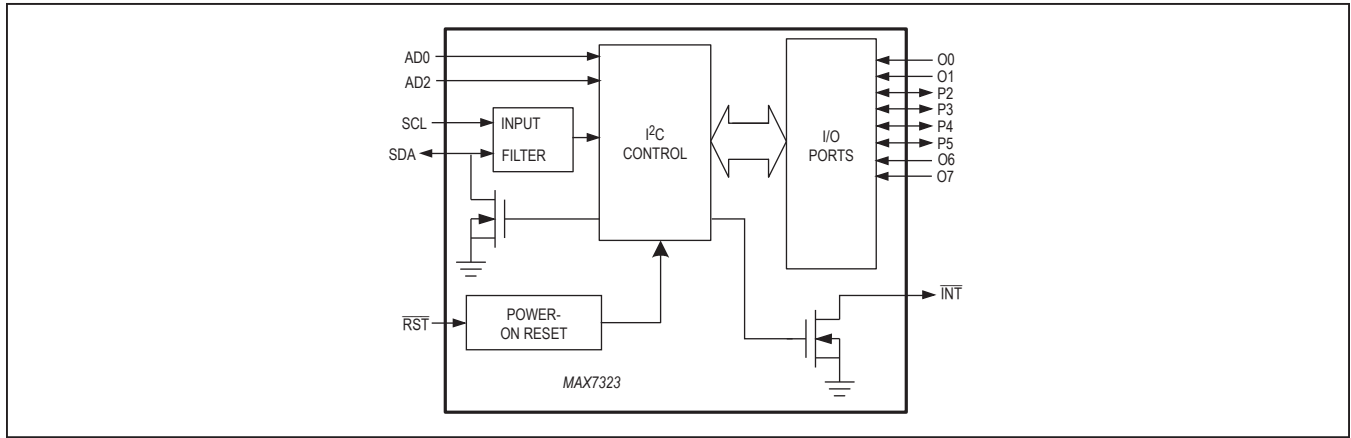 AD0
AD2
SCL
SDA
INPUT
FILTER
I²C
CONTROL
I/O
PORTS
O0
O1
P2
P3
P4
P5
O6
O7
RST
POWER-
ON RESET
INT
MAX7323